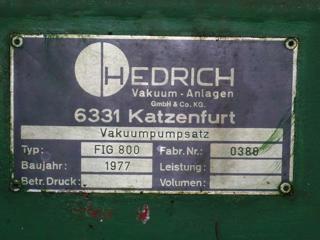 HEDRICH
Vakuum-Anlagen
GmbH & Co. KG.
6331 Katzenfurt
Vakuumpumpsatz
Typ: FIG 800 Fabr. Nr.: 0388
Baujahr: 1977 Leistung:
Betr. Druck: Volumen: